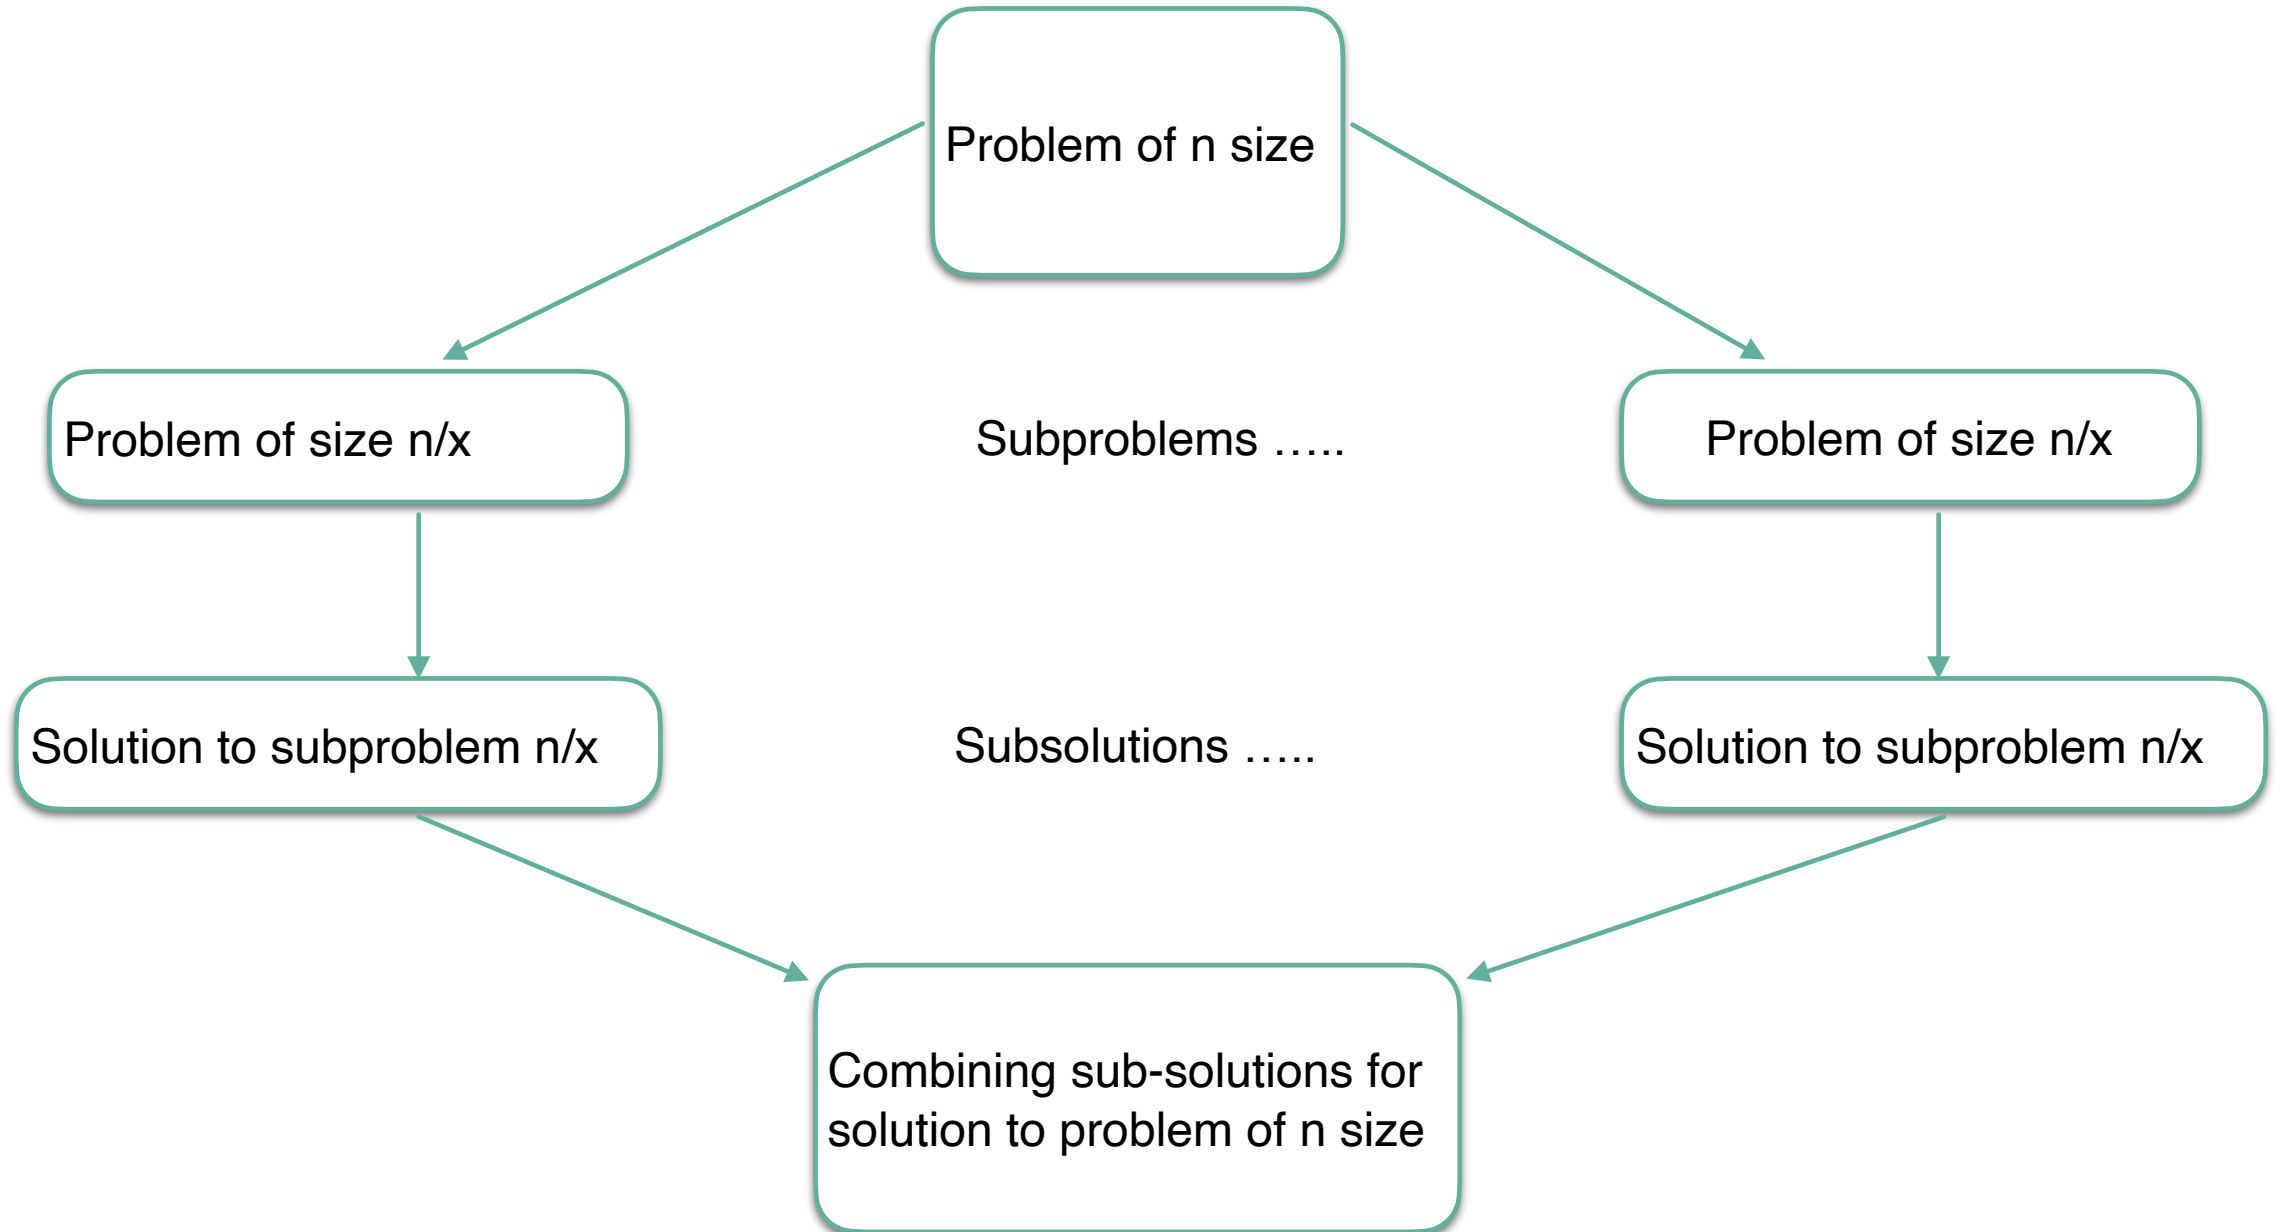 Problem of n size
Problem of size n/x
Subproblems …..
Problem of size n/x
Solution to subproblem n/x
Subsolutions …..
Solution to subproblem n/x
Combining sub-solutions for
solution to problem of n size